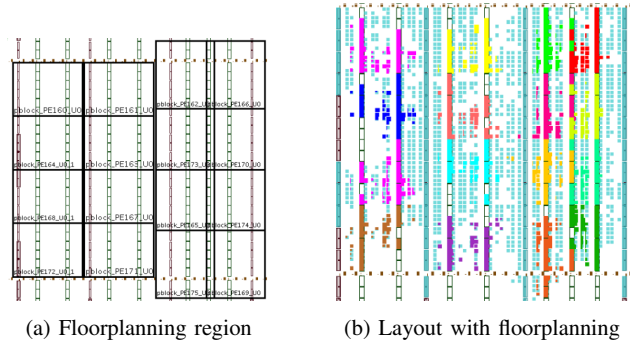 pblock_PE162_U0 pblock_PE166_U0
pblock_PE160_U0 pblock_PE161_U0
pblock_PE164_U0_1 pblock_PE163_U0 pblock_PE173_U0 pblock_PE170_U0
pblock_PE168_U0_1 pblock_PE167_U0 pblock_PE165_U0 pblock_PE174_U0
pblock_PE172_U0_1 pblock_PE171_U0
pblock_PE175_U0 pblock_PE169_U0
(a) Floorplanning region
(b) Layout with floorplanning